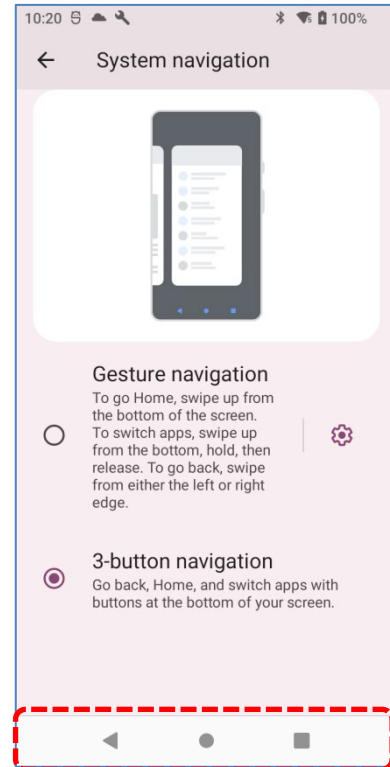 10:20 100%
System navigation
Gesture navigation
To go Home, swipe up from
the bottom of the screen.
To switch apps, swipe up
from the bottom, hold, then
release. To go back, swipe
from either the left or right
edge.
3-button navigation
Go back, Home, and switch apps with
buttons at the bottom of your screen.